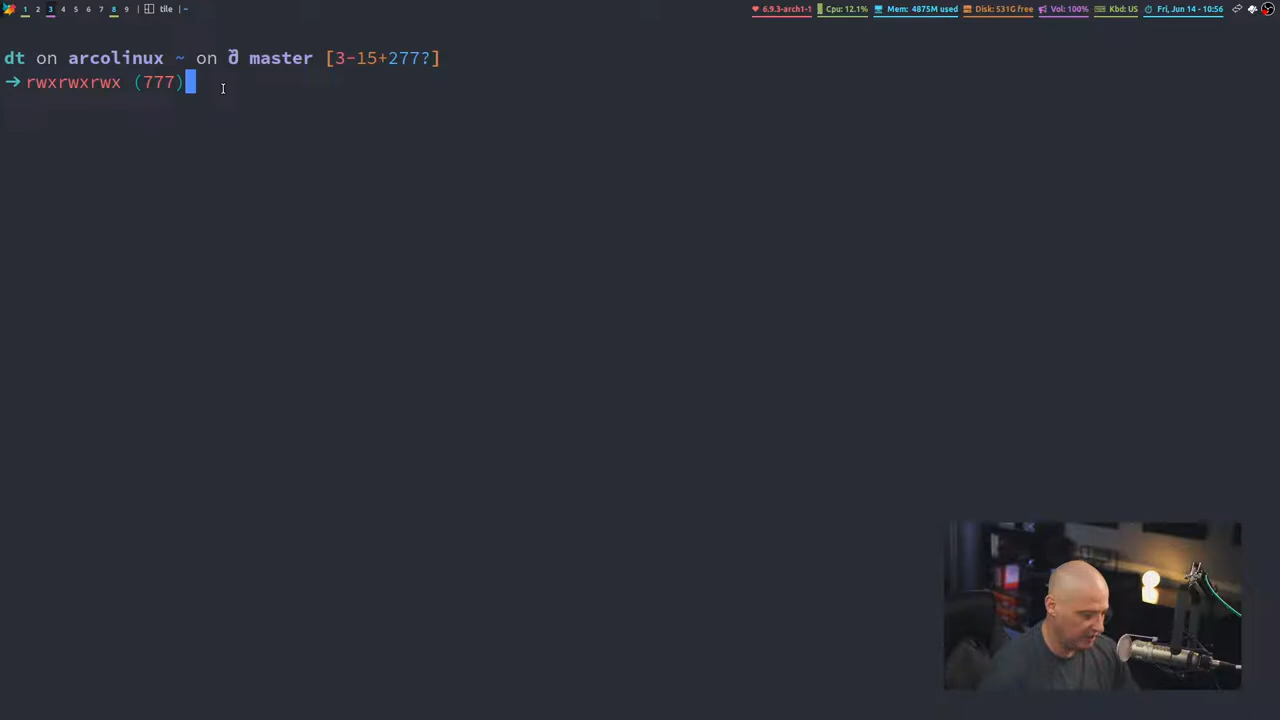 1 2 3 4 5 6 7 8 9 | tile | ~
6.9.3-arch1-1 Cpu: 12.1% Mem: 4875M used Disk: 531G free Vol: 100% Kbd: US Fri, Jun 14 - 10:56
dt on arcolinux ~ on master [3-15+277?]
→ rwxrwxrwx (777)